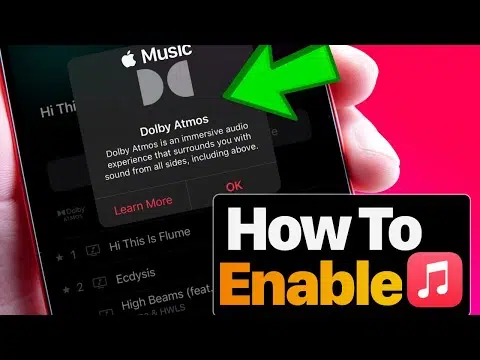 Music
Hi This
Dolby Atmos
Dolby Atmos is an immersive audio
experience that surrounds you with
sound from all sides, including above.
Learn More
OK
Dolby
ATMOS
1 Hi This Is Flume
2 Ecdysis
High Beams (feat.
& HWLS
How To
Enable